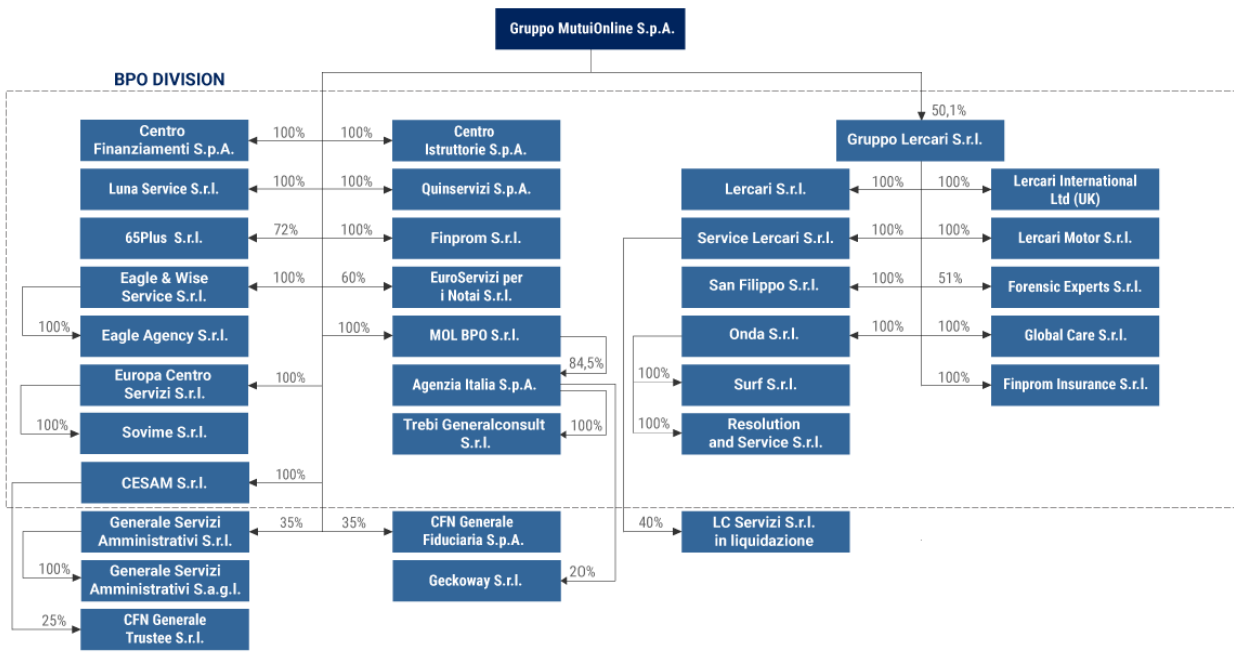 Gruppo MutuiOnline S.p.A.
BPO DIVISION
50,1%
Centro
Finanziamenti S.p.A.
100%
100%
Centro
Istruttorie S.p.A.
Gruppo Lercari S.r.l.
Luna Service S.r.l.
100%
100%
Quinservizi S.p.A.
Lercari S.r.l.
100%
100%
Lercari International
Ltd (UK)
65Plus S.r.l.
72%
100%
Finprom S.r.l.
Service Lercari S.r.l.
100%
100%
Lercari Motor S.r.l.
Eagle & Wise
Service S.r.l.
100%
60%
EuroServizi per
i Notai S.r.l.
San Filippo S.r.l.
100%
51%
Forensic Experts S.r.l.
100%
Eagle Agency S.r.l.
100%
MOL BPO S.r.l.
Onda S.r.l.
100%
100%
Global Care S.r.l.
84,5%
Europa Centro
Servizi S.r.l.
100%
Agenzia Italia S.p.A.
100%
Surf S.r.l.
100%
Finprom Insurance S.r.l.
100%
Sovime S.r.l.
Trebi Generalconsult
S.r.l.
100%
100%
Resolution
and Service S.r.l.
CESAM S.r.l.
100%
Generale Servizi
Amministrativi S.r.l.
35%
35%
CFN Generale
Fiduciaria S.p.A.
40%
LC Servizi S.r.l.
in liquidazione
100%
Generale Servizi
Amministrativi S.a.g.l.
Geckoway S.r.l.
20%
25%
CFN Generale
Trustee S.r.l.